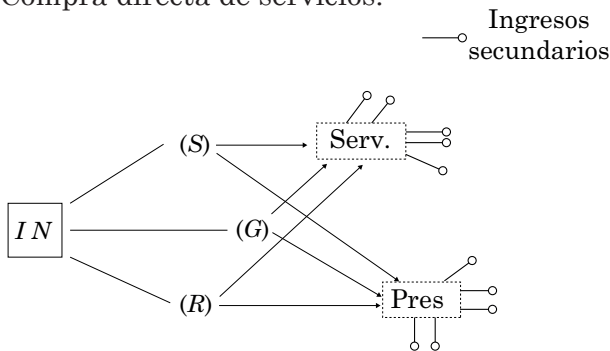 Compra directa de servicios.
Ingresos
secundarios
(S)
Serv.
IN
(G)
Pres
(R)